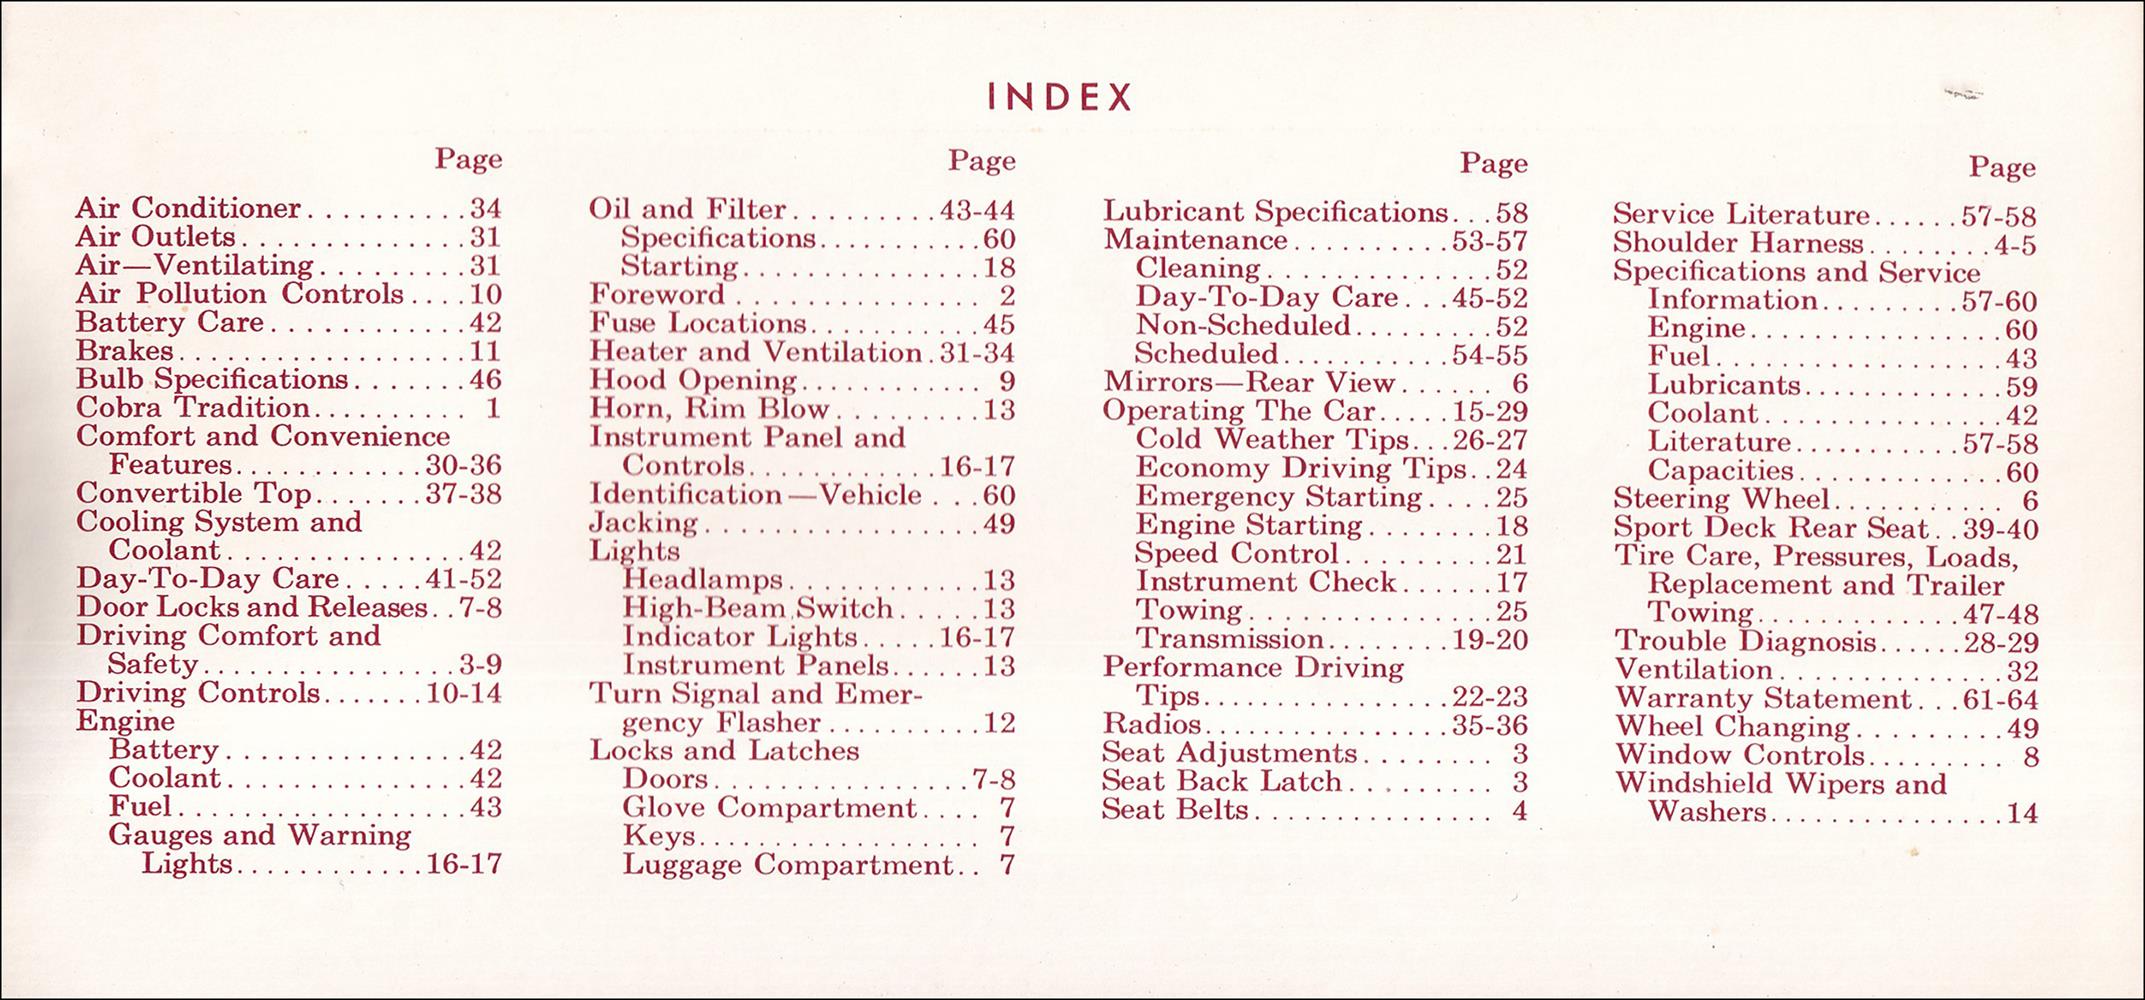 INDEX
Page
Air Conditioner..........34
Air Outlets...............31
Air—Ventilating..........31
Air Pollution Controls....10
Battery Care.............42
Brakes...................11
Bulb Specifications.......46
Cobra Tradition.......... 1
Comfort and Convenience
Features............30-36
Convertible Top.......37-38
Cooling System and
Coolant...............42
Day-To-Day Care.....41-52
Door Locks and Releases..7-8
Driving Comfort and
Safety................3-9
Driving Controls.......10-14
Engine
Battery................42
Coolant................42
Fuel...................43
Gauges and Warning
Lights............16-17
Page
Oil and Filter.........43-44
Specifications...........60
Starting................18
Foreword ............... 2
Fuse Locations...........45
Heater and Ventilation.31-34
Hood Opening............ 9
Horn, Rim Blow.........13
Instrument Panel and
Controls............16-17
Identification—Vehicle ...60
Jacking..................49
Lights
Headlamps.............13
High-Beam Switch......13
Indicator Lights.....16-17
Instrument Panels......13
Turn Signal and Emer-
gency Flasher..........12
Locks and Latches
Doors.................7-8
Glove Compartment.... 7
Keys.................. 7
Luggage Compartment.. 7
Page
Lubricant Specifications...58
Maintenance..........53-57
Cleaning...............52
Day-To-Day Care...45-52
Non-Scheduled.........52
Scheduled...........54-55
Mirrors—Rear View...... 6
Operating The Car.....15-29
Cold Weather Tips...26-27
Economy Driving Tips..24
Emergency Starting....25
Engine Starting........18
Speed Control..........21
Instrument Check......17
Towing................25
Transmission........19-20
Performance Driving
Tips................22-23
Radios................35-36
Seat Adjustments........ 3
Seat Back Latch......... 3
Seat Belts............... 4
Page
Service Literature......57-58
Shoulder Harness........4-5
Specifications and Service
Information.........57-60
Engine.................60
Fuel...................43
Lubricants.............59
Coolant................42
Literature...........57-58
Capacities.............60
Steering Wheel........... 6
Sport Deck Rear Seat..39-40
Tire Care, Pressures, Loads,
Replacement and Trailer
Towing.............47-48
Trouble Diagnosis......28-29
Ventilation...............32
Warranty Statement...61-64
Wheel Changing..........49
Window Controls......... 8
Windshield Wipers and
Washers...............14